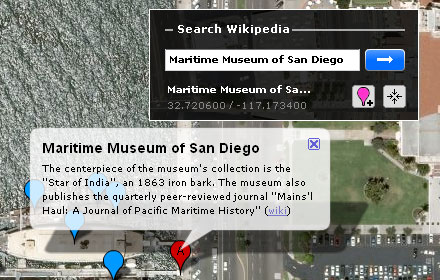 Search Wikipedia
Maritime Museum of San Diego
Maritime Museum of Sa...
32.720600 / -117.173400
Maritime Museum of San Diego
The centerpiece of the museum's collection is the
"Star of India", an 1863 iron bark. The museum also
publishes the quarterly peer-reviewed journal "Mains'l
Haul: A Journal of Pacific Maritime History" (wiki)
A